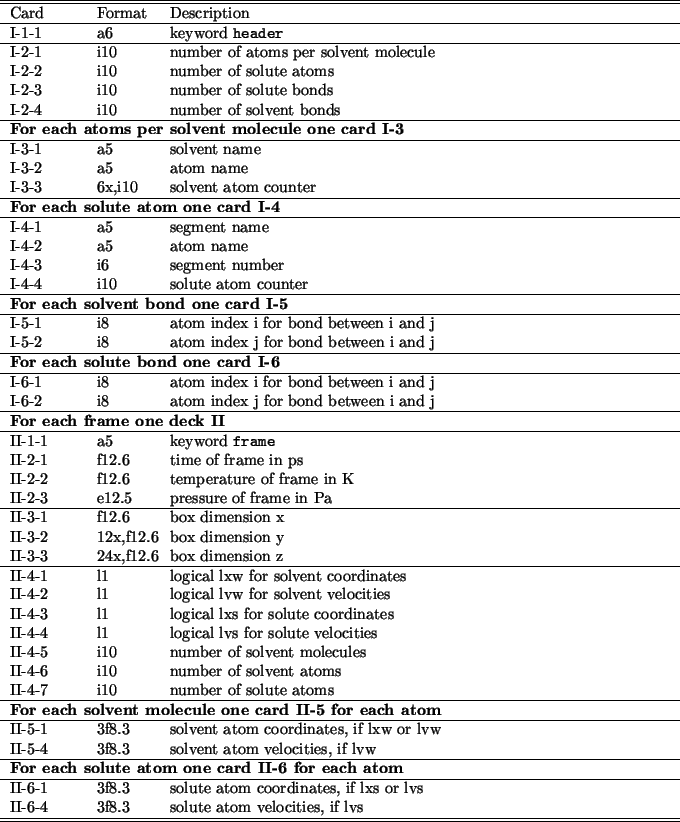 Card Format Description
I-1-1 a6 keyword header
I-2-1 i10 number of atoms per solvent molecule
I-2-2 i10 number of solute atoms
I-2-3 i10 number of solute bonds
I-2-4 i10 number of solvent bonds
For each atoms per solvent molecule one card I-3
I-3-1 a5 solvent name
I-3-2 a5 atom name
I-3-3 6x,i10 solvent atom counter
For each solute atom one card I-4
I-4-1 a5 segment name
I-4-2 a5 atom name
I-4-3 i6 segment number
I-4-4 i10 solute atom counter
For each solvent bond one card I-5
I-5-1 i8 atom index i for bond between i and j
I-5-2 i8 atom index j for bond between i and j
For each solute bond one card I-6
I-6-1 i8 atom index i for bond between i and j
I-6-2 i8 atom index j for bond between i and j
For each frame one deck II
II-1-1 a5 keyword frame
II-2-1 f12.6 time of frame in ps
II-2-2 f12.6 temperature of frame in K
II-2-3 e12.5 pressure of frame in Pa
II-3-1 f12.6 box dimension x
II-3-2 12x,f12.6 box dimension y
II-3-3 24x,f12.6 box dimension z
II-4-1 l1 logical lxw for solvent coordinates
II-4-2 l1 logical lvw for solvent velocities
II-4-3 l1 logical lxs for solute coordinates
II-4-4 l1 logical lvs for solute velocities
II-4-5 i10 number of solvent molecules
II-4-6 i10 number of solvent atoms
II-4-7 i10 number of solute atoms
For each solvent molecule one card II-5 for each atom
II-5-1 3f8.3 solvent atom coordinates, if lxw or lvw
II-5-4 3f8.3 solvent atom velocities, if lvw
For each solute atom one card II-6 for each atom
II-6-1 3f8.3 solute atom coordinates, if lxs or lvs
II-6-4 3f8.3 solute atom velocities, if lvs